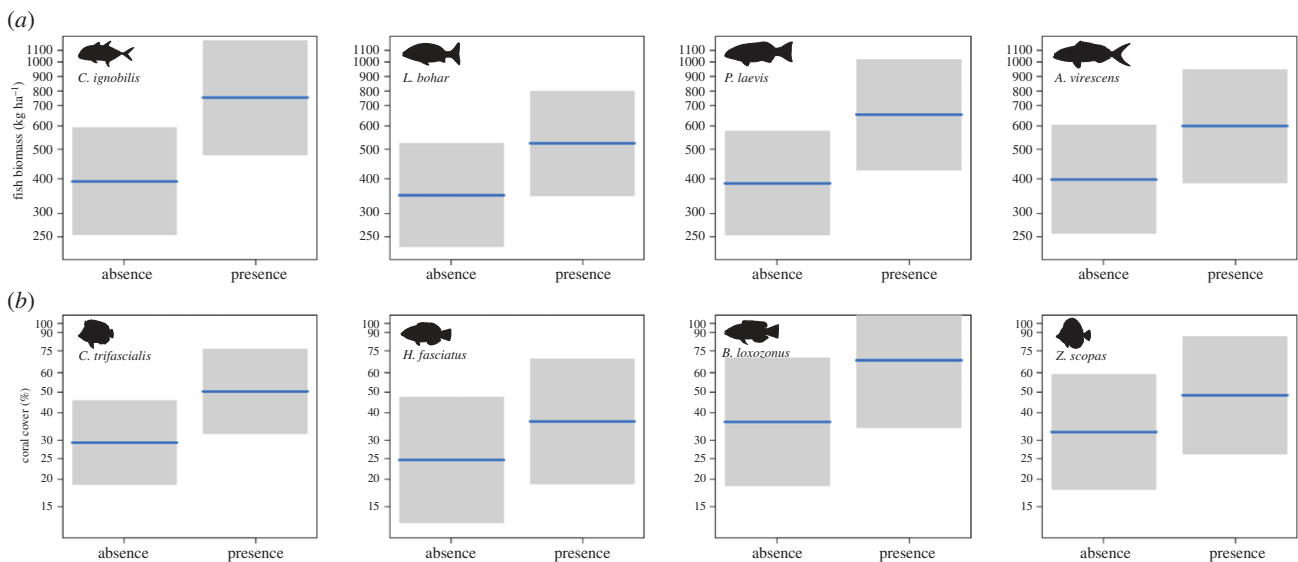 (a)
fish biomass (kg ha⁻¹)
1100
1000
900
800
700
600
500
400
300
250
C. ignobilis
absence
presence
1100
1000
900
800
700
600
500
400
300
250
L. bohar
absence
presence
1100
1000
900
800
700
600
500
400
300
250
P. laevis
absence
presence
1100
1000
900
800
700
600
500
400
300
250
A. virescens
absence
presence
(b)
coral cover (%)
100
90
75
60
50
40
30
25
20
15
C. trifascialis
absence
presence
100
90
75
60
50
40
30
25
20
15
H. fasciatus
absence
presence
100
90
75
60
50
40
30
25
20
15
B. loxozonus
absence
presence
100
90
75
60
50
40
30
25
20
15
Z. scopas
absence
presence